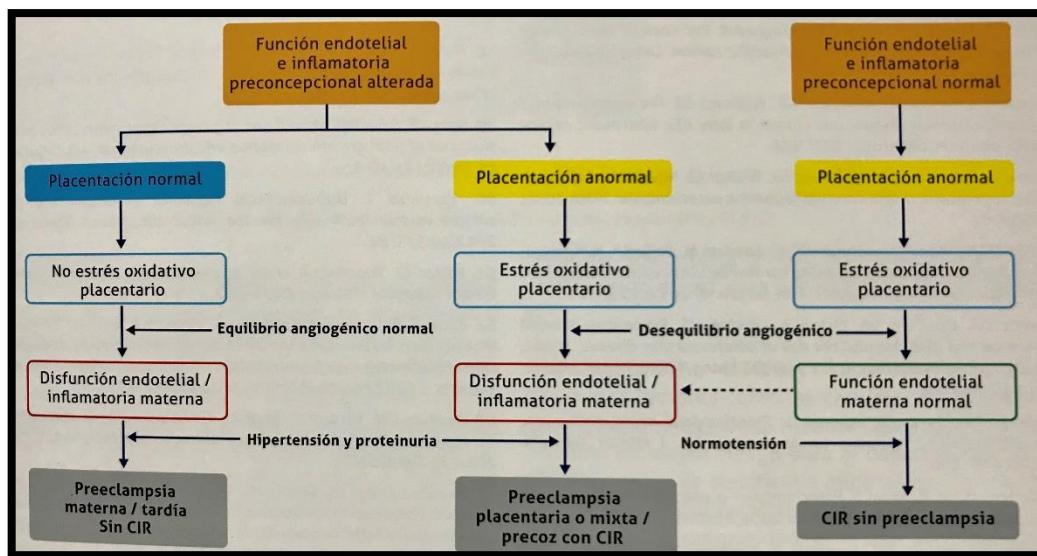 Función endotelial
e inflamatoria
preconcepcional alterada
Función endotelial
e inflamatoria
preconcepcional normal
Placentación normal
Placentación anormal
Placentación anormal
No estrés oxidativo
placentario
Estrés oxidativo
placentario
Estrés oxidativo
placentario
Equilibrio angiogénico normal
Desequilibrio angiogénico
Disfunción endotelial /
inflamatoria materna
Disfunción endotelial /
inflamatoria materna
Función endotelial
materna normal
Hipertensión y proteinuria
Normotensión
Preeclampsia
materna / tardía
Sin CIR
Preeclampsia
placentaria o mixta /
precoz con CIR
CIR sin preeclampsia